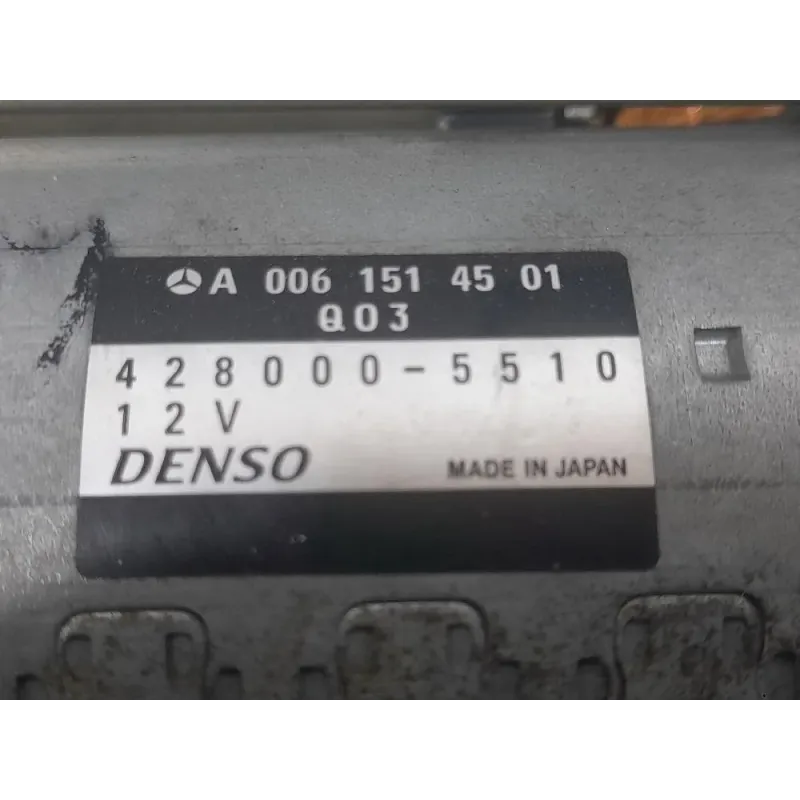 A 006 151 45 01
Q03
428000-5510
12V
DENSO
MADE IN JAPAN